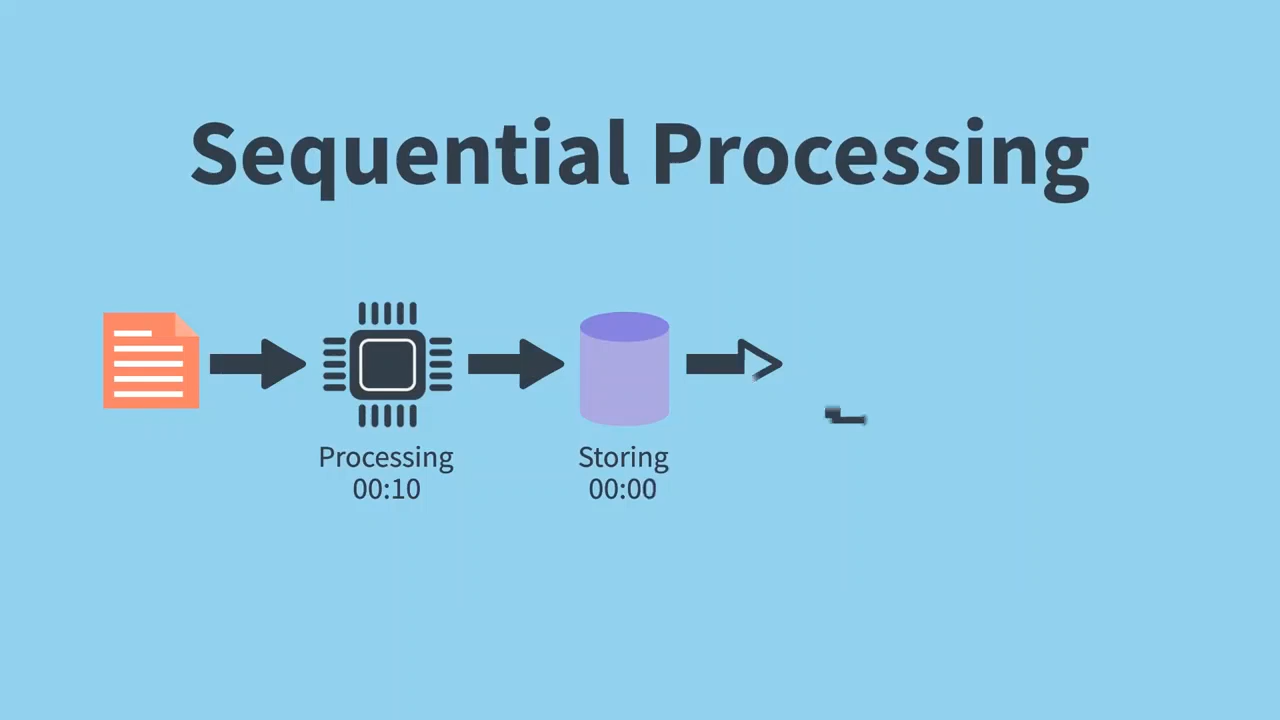 Sequential Processing
Processing
00:10
Storing
00:00